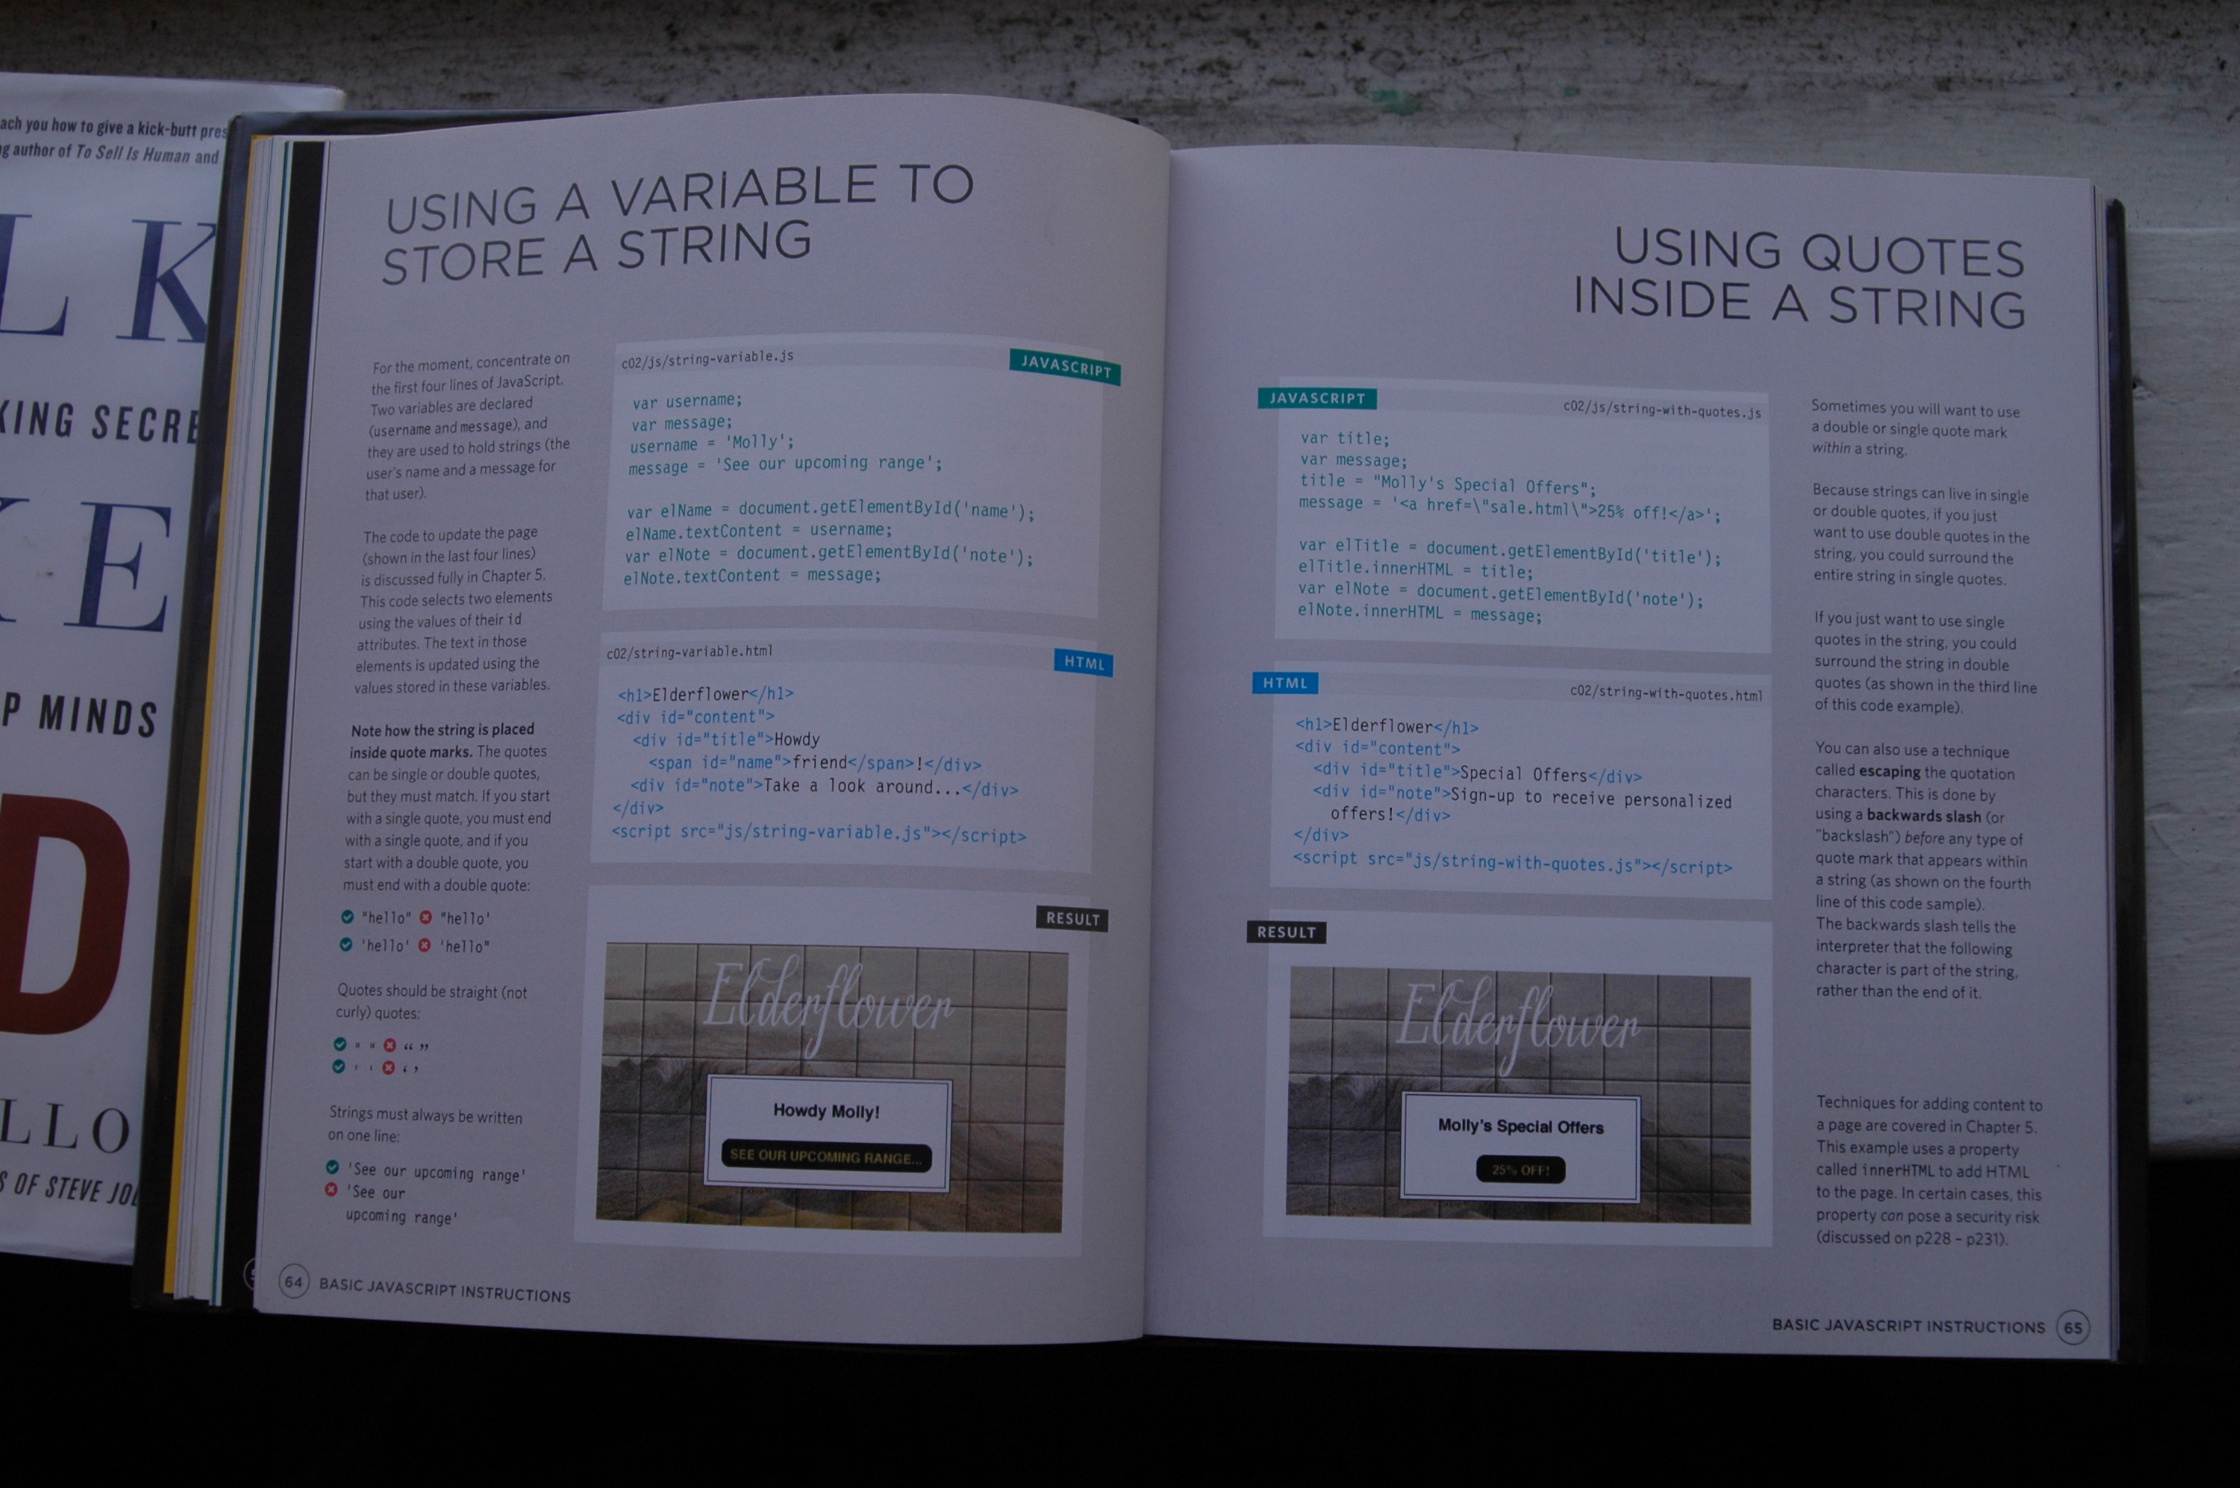 ach you how to give a kick-butt pres
g author of To Sell Is Human and
LK
KING SECRE
KE
P MINDS
D
LLO
S OF STEVE JO
USING A VARIABLE TO
STORE A STRING
For the moment, concentrate on
the first four lines of JavaScript.
Two variables are declared
(username and message), and
they are used to hold strings (the
user's name and a message for
that user).
The code to update the page
(shown in the last four lines)
is discussed fully in Chapter 5.
This code selects two elements
using the values of their id
attributes. The text in those
elements is updated using the
values stored in these variables.
Note how the string is placed
inside quote marks. The quotes
can be single or double quotes,
but they must match. If you start
with a single quote, you must end
with a single quote, and if you
start with a double quote, you
must end with a double quote:
"hello" "hello'
'hello' 'hello"
Quotes should be straight (not
curly) quotes:
" " “ ”
' ' ‘ ’
Strings must always be written
on one line:
'See our upcoming range'
'See our
upcoming range'
c02/js/string-variable.js
JAVASCRIPT
var username;
var message;
username = 'Molly';
message = 'See our upcoming range';
var elName = document.getElementById('name');
elName.textContent = username;
var elNote = document.getElementById('note');
elNote.textContent = message;
c02/string-variable.html
HTML
<h1>Elderflower</h1>
<div id="content">
<div id="title">Howdy
<span id="name">friend</span>!</div>
<div id="note">Take a look around...</div>
</div>
<script src="js/string-variable.js"></script>
RESULT
Elderflower
Howdy Molly!
SEE OUR UPCOMING RANGE...
64 BASIC JAVASCRIPT INSTRUCTIONS
USING QUOTES
INSIDE A STRING
JAVASCRIPT
c02/js/string-with-quotes.js
var title;
var message;
title = "Molly's Special Offers";
message = '<a href=\"sale.html\">25% off!</a>';
var elTitle = document.getElementById('title');
elTitle.innerHTML = title;
var elNote = document.getElementById('note');
elNote.innerHTML = message;
HTML
c02/string-with-quotes.html
<h1>Elderflower</h1>
<div id="content">
<div id="title">Special Offers</div>
<div id="note">Sign-up to receive personalized
offers!</div>
</div>
<script src="js/string-with-quotes.js"></script>
RESULT
Elderflower
Molly's Special Offers
25% OFF!
Sometimes you will want to use
a double or single quote mark
within a string.
Because strings can live in single
or double quotes, if you just
want to use double quotes in the
string, you could surround the
entire string in single quotes.
If you just want to use single
quotes in the string, you could
surround the string in double
quotes (as shown in the third line
of this code example).
You can also use a technique
called escaping the quotation
characters. This is done by
using a backwards slash (or
"backslash") before any type of
quote mark that appears within
a string (as shown on the fourth
line of this code sample).
The backwards slash tells the
interpreter that the following
character is part of the string,
rather than the end of it.
Techniques for adding content to
a page are covered in Chapter 5.
This example uses a property
called innerHTML to add HTML
to the page. In certain cases, this
property can pose a security risk
(discussed on p228 - p231).
BASIC JAVASCRIPT INSTRUCTIONS 65